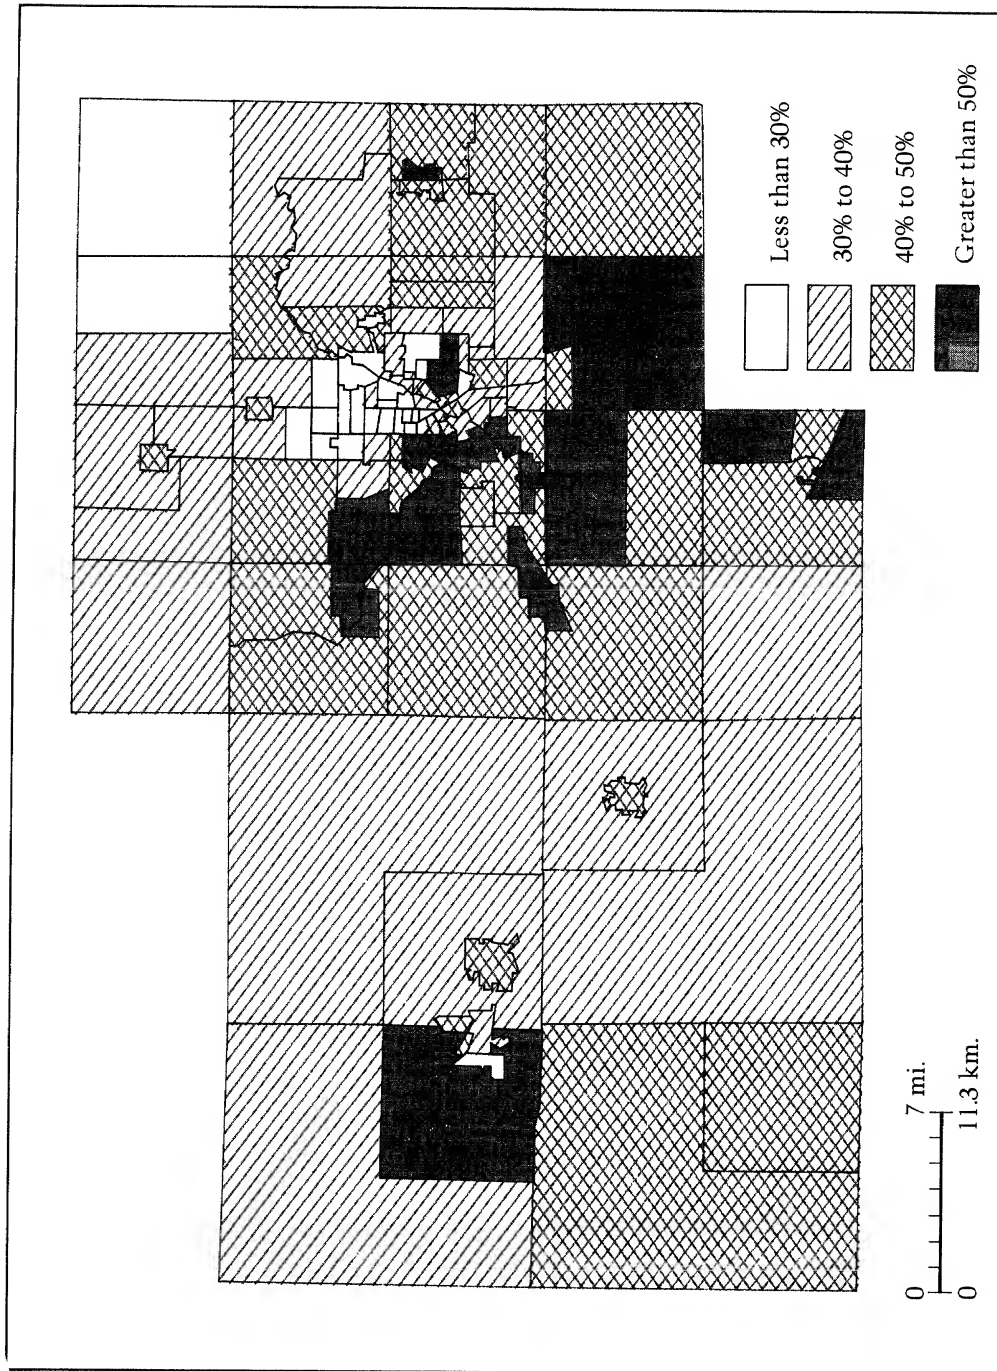 Less than 30%
30% to 40%
40% to 50%
Greater than 50%
0 7 mi.
0 11.3 km.